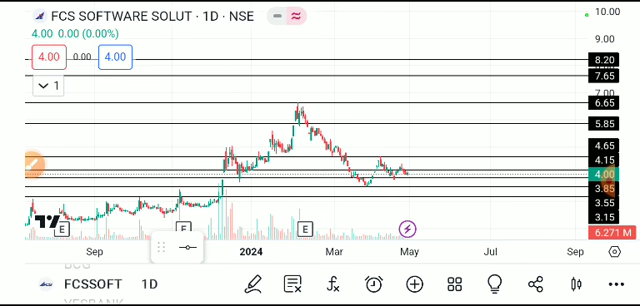 FCS SOFTWARE SOLUT · 1D · NSE
4.00 0.00 (0.00%)
4.00 0.00 4.00
1
10.00
9.00
8.20
7.65
7.00
6.65
5.85
4.65
4.15
4.00
3.85
3.55
3.15
6.271 M
E E E
Sep 2024 Mar May Jul Sep
BCG
FCSSOFT 1D
YESBANK